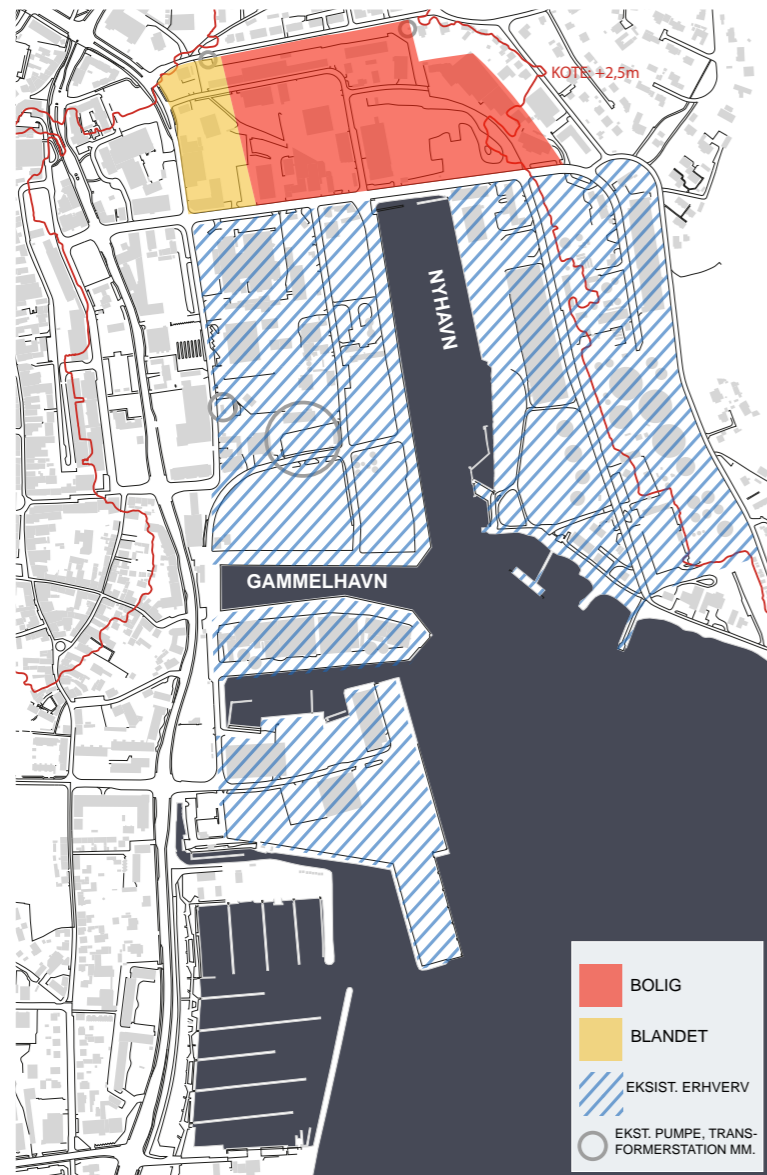 KOTE: +2,5m
NYHAVN
GAMMELHAVN
BOLIG
BLANDET
EKSIST. ERHVERV
EKST. PUMPE, TRANS-
FORMERSTATION MM.